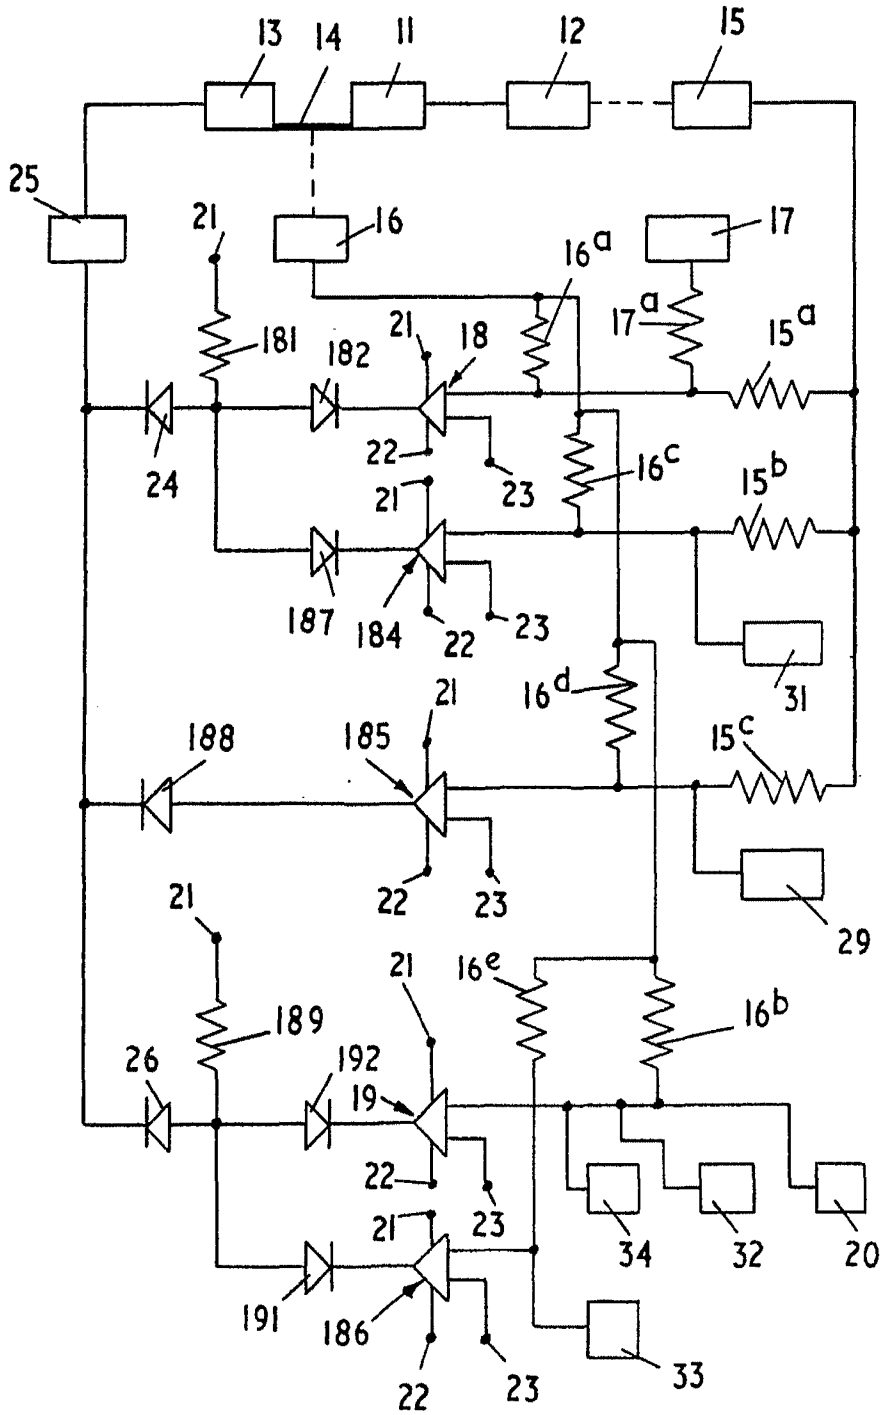 13 14 11 12 15
25 21 16 16a 17
181 182 21 18 17a 15a
24 22 23 16c 15b
21
187 184 22 23 31
16d
188 185 21 15c
21 22 23 29
21 16e 16b
189
26 192 19
22 23 34 32 20
21
191 186 22 23 33